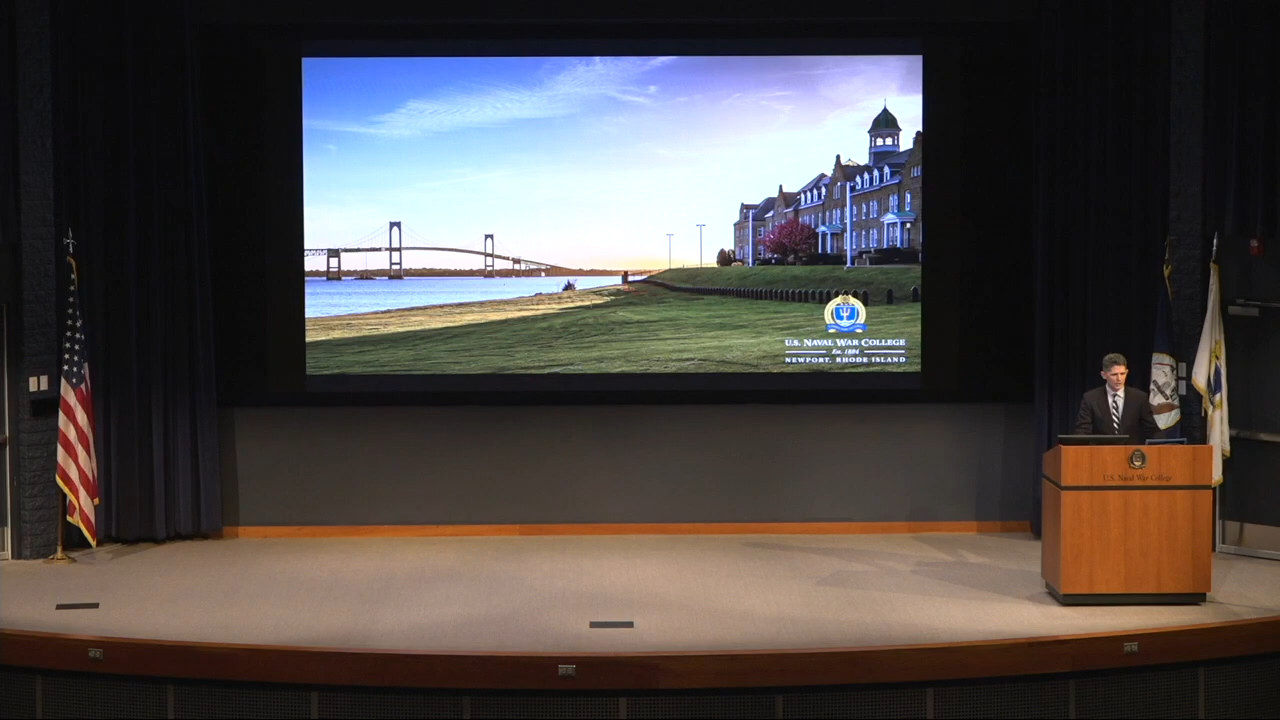 U.S. Naval War College
Est. 1884
Newport, Rhode Island
U.S. Naval War College